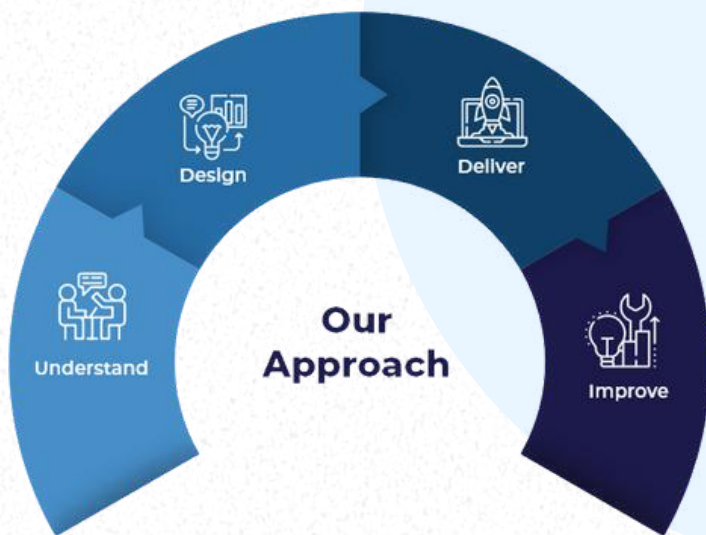 Design
Deliver
Understand
Our
Approach
Improve